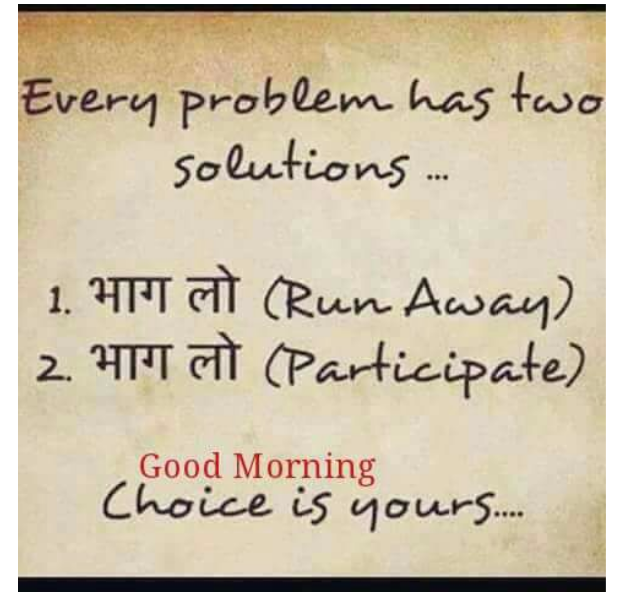 Every problem has two
solutions ...
1. भाग लो (Run Away)
2. भाग लो (Participate)
Good Morning
Choice is yours....